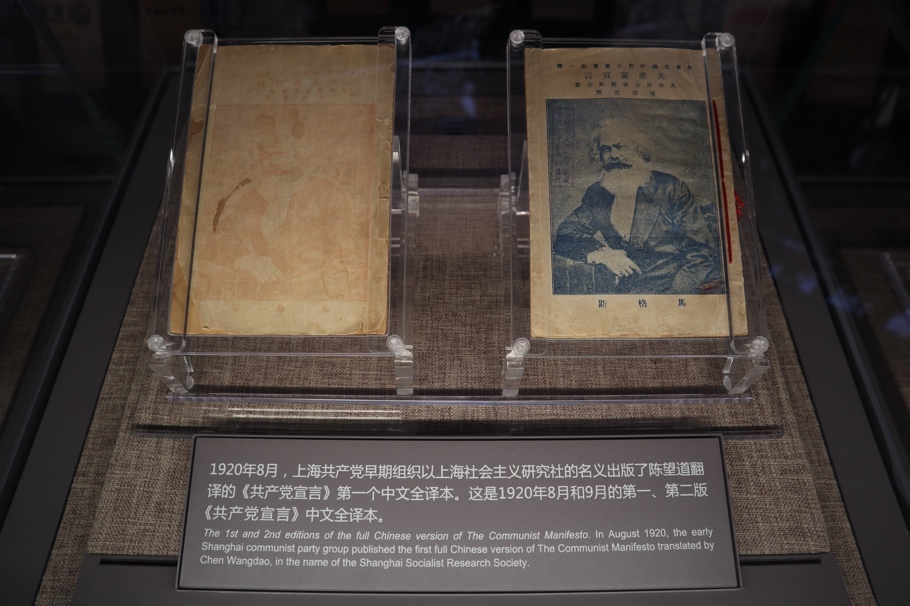 共產黨宣言
馬格斯
1920年8月，上海共产党早期组织以上海社会主义研究社的名义出版了陈望道翻
译的《共产党宣言》第一个中文全译本。这是1920年8月和9月的第一、第二版
《共产党宣言》中文全译本。
The 1st and 2nd editions of the full Chinese version of The Communist Manifesto. In August 1920, the early
Shanghai communist party group published the first full Chinese version of The Communist Manifesto translated by
Chen Wangdao, in the name of the Shanghai Socialist Research Society.